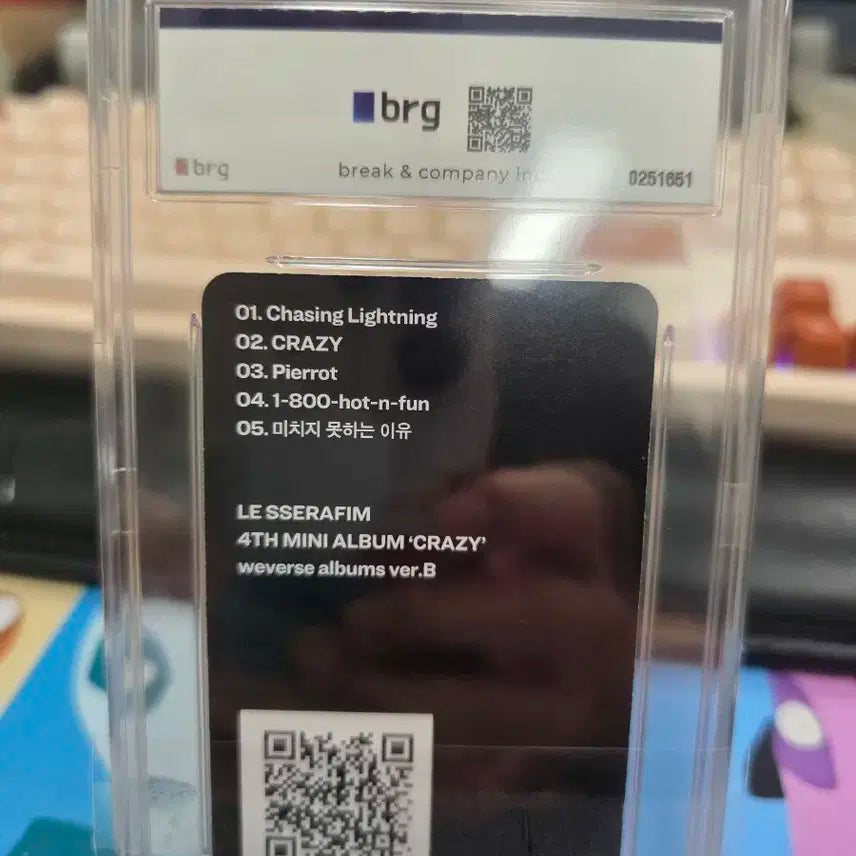 brg
brg
break & company in
0251651
01. Chasing Lightning
02. CRAZY
03. Pierrot
04. 1-800-hot-n-fun
05. 미치지 못하는 이유
LE SSERAFIM
4TH MINI ALBUM ‘CRAZY’
weverse albums ver.B